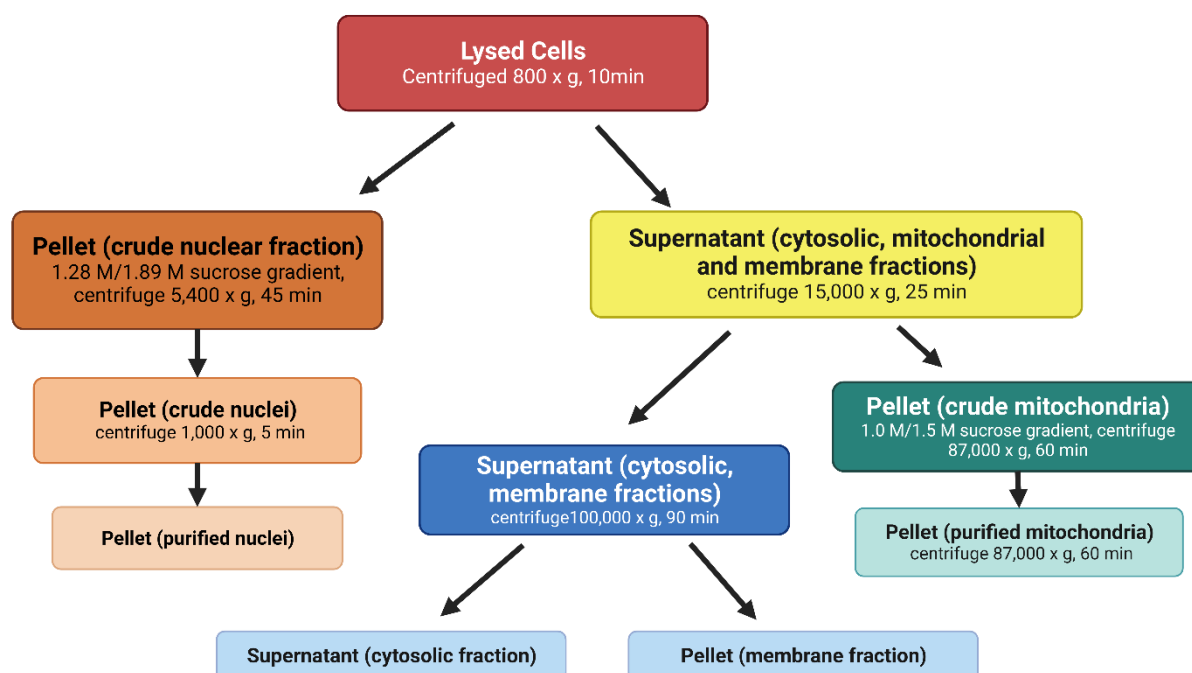 Lysed Cells
Centrifuged 800 x g, 10min
Pellet (crude nuclear fraction)
1.28 M/1.89 M sucrose gradient,
centrifuge 5,400 x g, 45 min
Supernatant (cytosolic, mitochondrial
and membrane fractions)
centrifuge 15,000 x g, 25 min
Pellet (crude nuclei)
centrifuge 1,000 x g, 5 min
Pellet (crude mitochondria)
1.0 M/1.5 M sucrose gradient, centrifuge
87,000 x g, 60 min
Supernatant (cytosolic,
membrane fractions)
centrifuge100,000 x g, 90 min
Pellet (purified nuclei)
Pellet (purified mitochondria)
centrifuge 87,000 x g, 60 min
Supernatant (cytosolic fraction)
Pellet (membrane fraction)